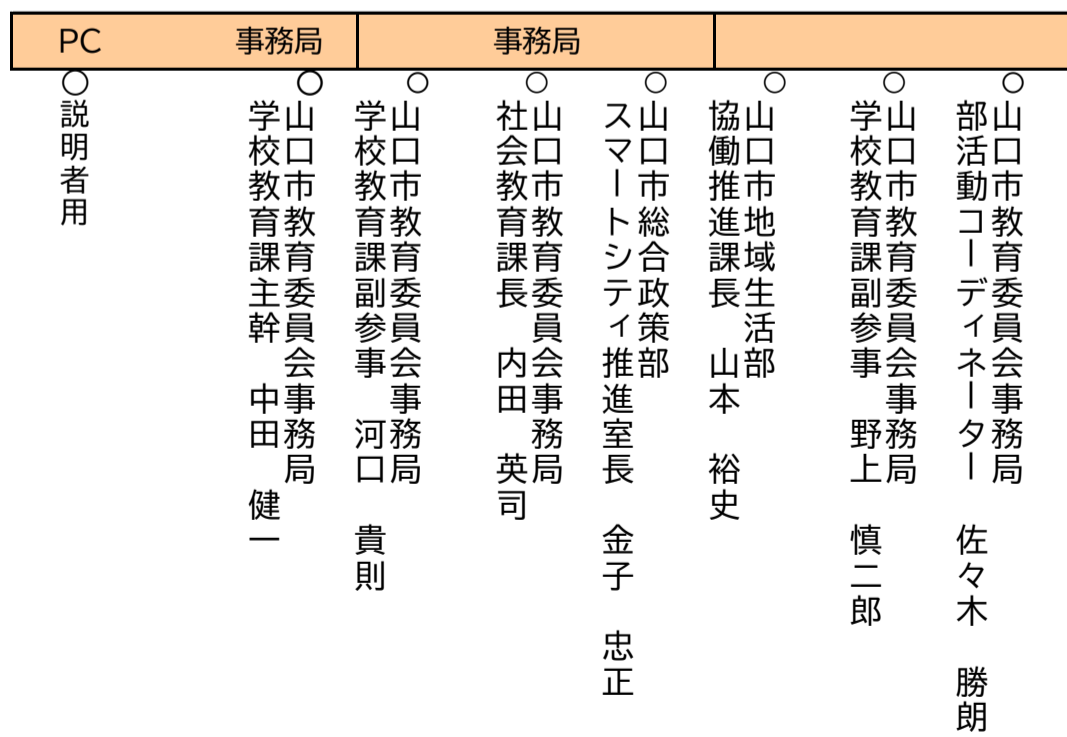 PC
事務局
事務局
○
山口市教育委員会事務局
部活動コーディネーター　佐々木　勝朗
○
山口市教育委員会事務局
学校教育課副参事　野上　慎二郎
○
山口市地域生活部
協働推進課長　山本　裕史
○
山口市総合政策部
スマートシティ推進室長　金子　忠正
○
山口市教育委員会事務局
社会教育課長　内田　英司
○
山口市教育委員会事務局
学校教育課副参事　河口　貴則
○
山口市教育委員会事務局
学校教育課主幹　中田　健一
○
説明者用